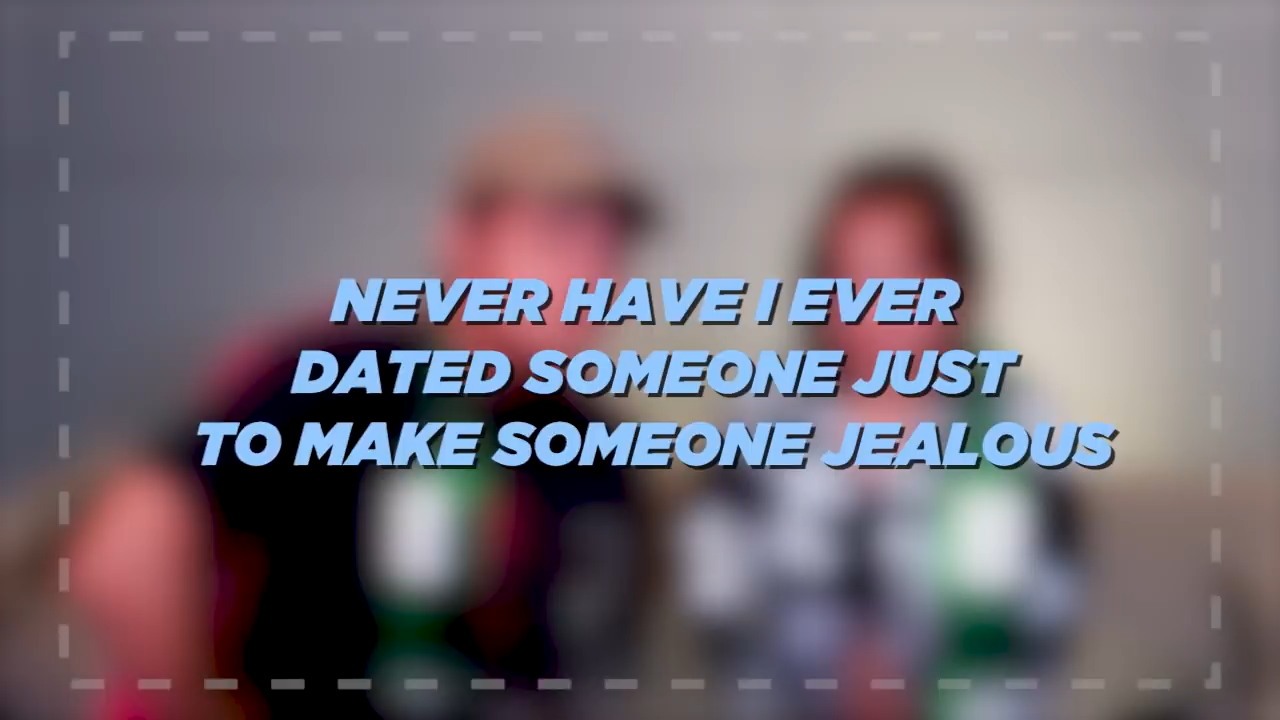 NEVER HAVE I EVER
DATED SOMEONE JUST
TO MAKE SOMEONE JEALOUS